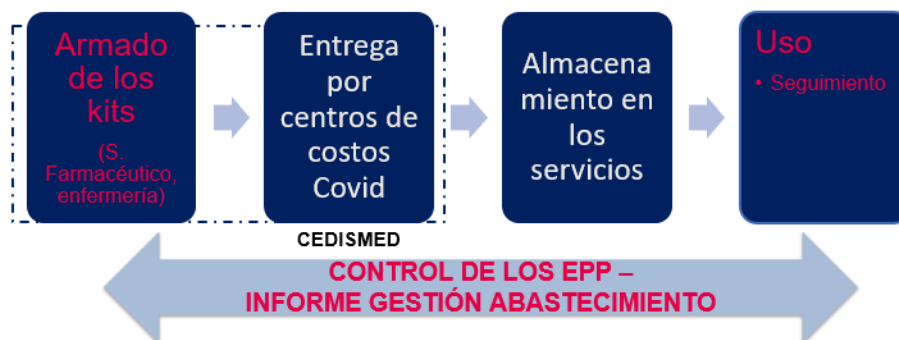 Armado
de los
kits
(S.
Farmacéutico,
enfermería)
Entrega
por
centros de
costos
Covid
Almacena
miento en
los
servicios
Uso
• Seguimiento
CEDISMED
CONTROL DE LOS EPP –
INFORME GESTIÓN ABASTECIMIENTO